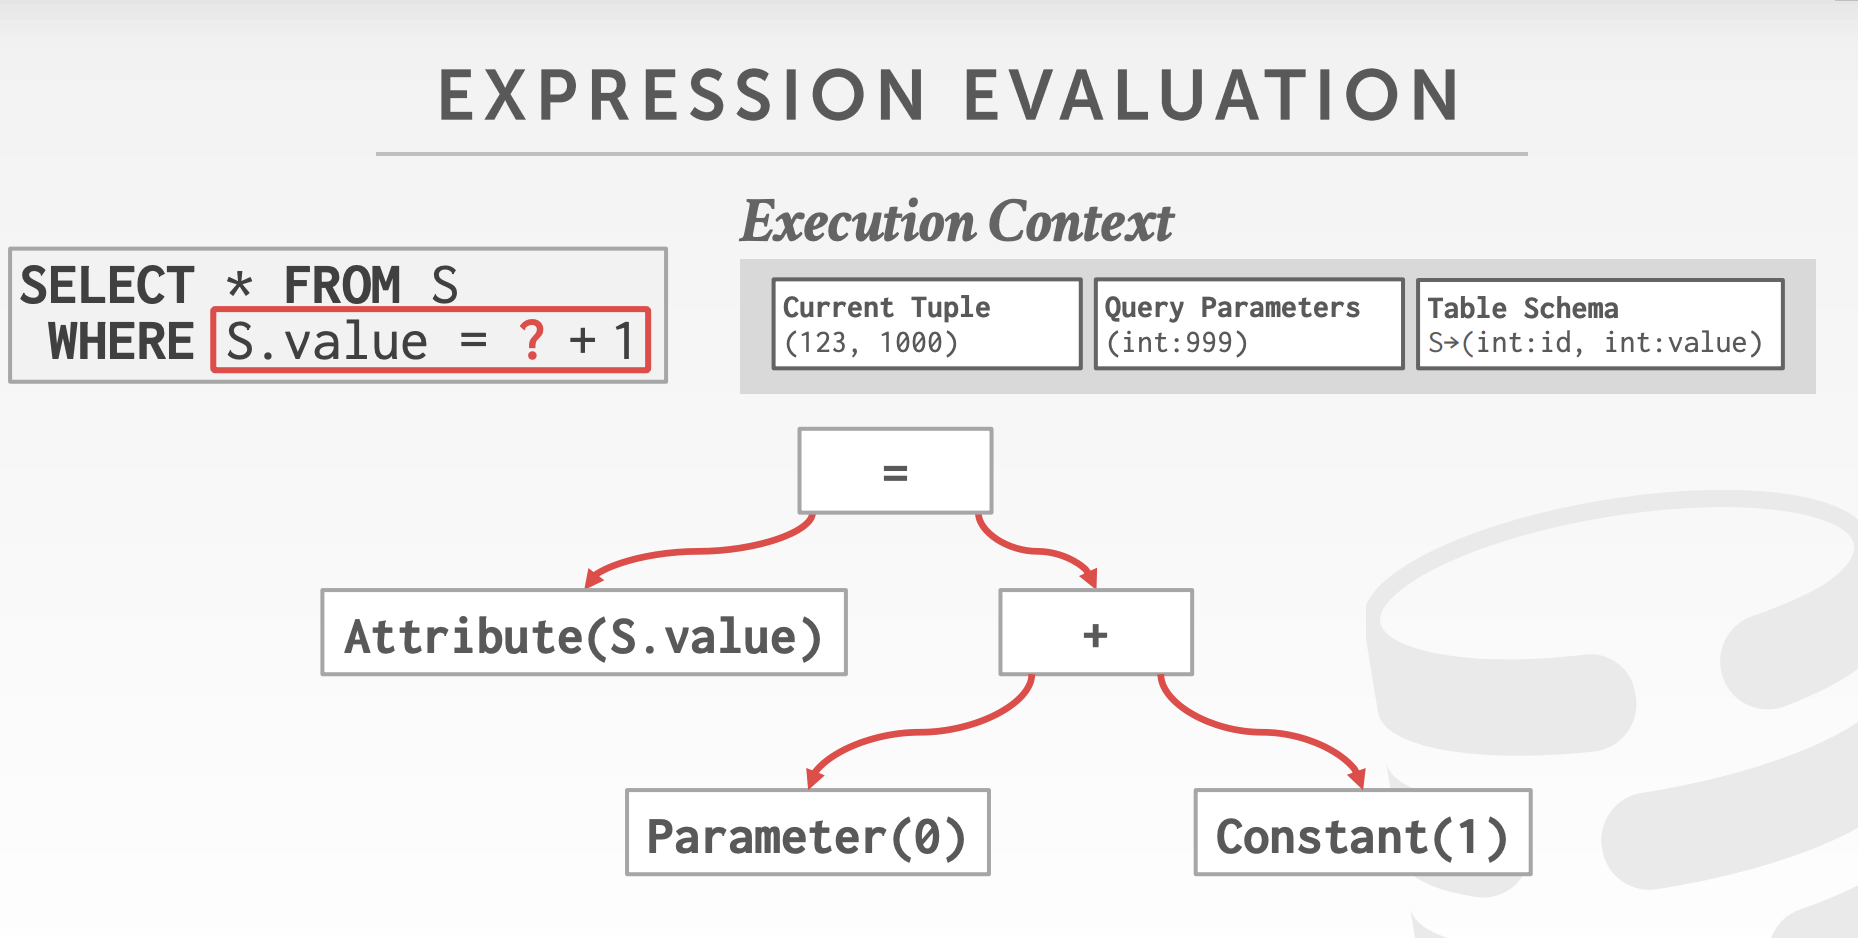 EXPRESSION EVALUATION
Execution Context
SELECT * FROM S
WHERE S.value = ? + 1
Current Tuple
(123, 1000)
Query Parameters
(int:999)
Table Schema
S→(int:id, int:value)
=
Attribute(S.value)
+
Parameter(0)
Constant(1)